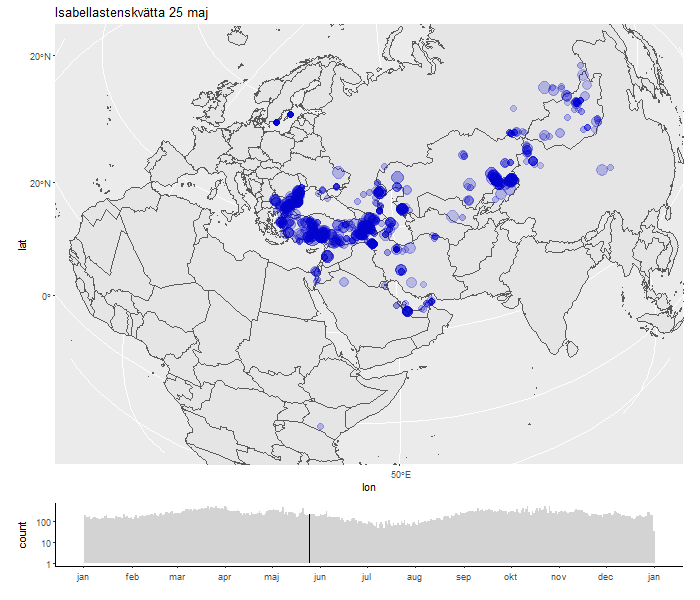 Isabellastenskvätta 25 maj
20°N
20°N
0°
lat
50°E
lon
count
100
10
1
jan feb mar apr maj jun jul aug sep okt nov dec jan